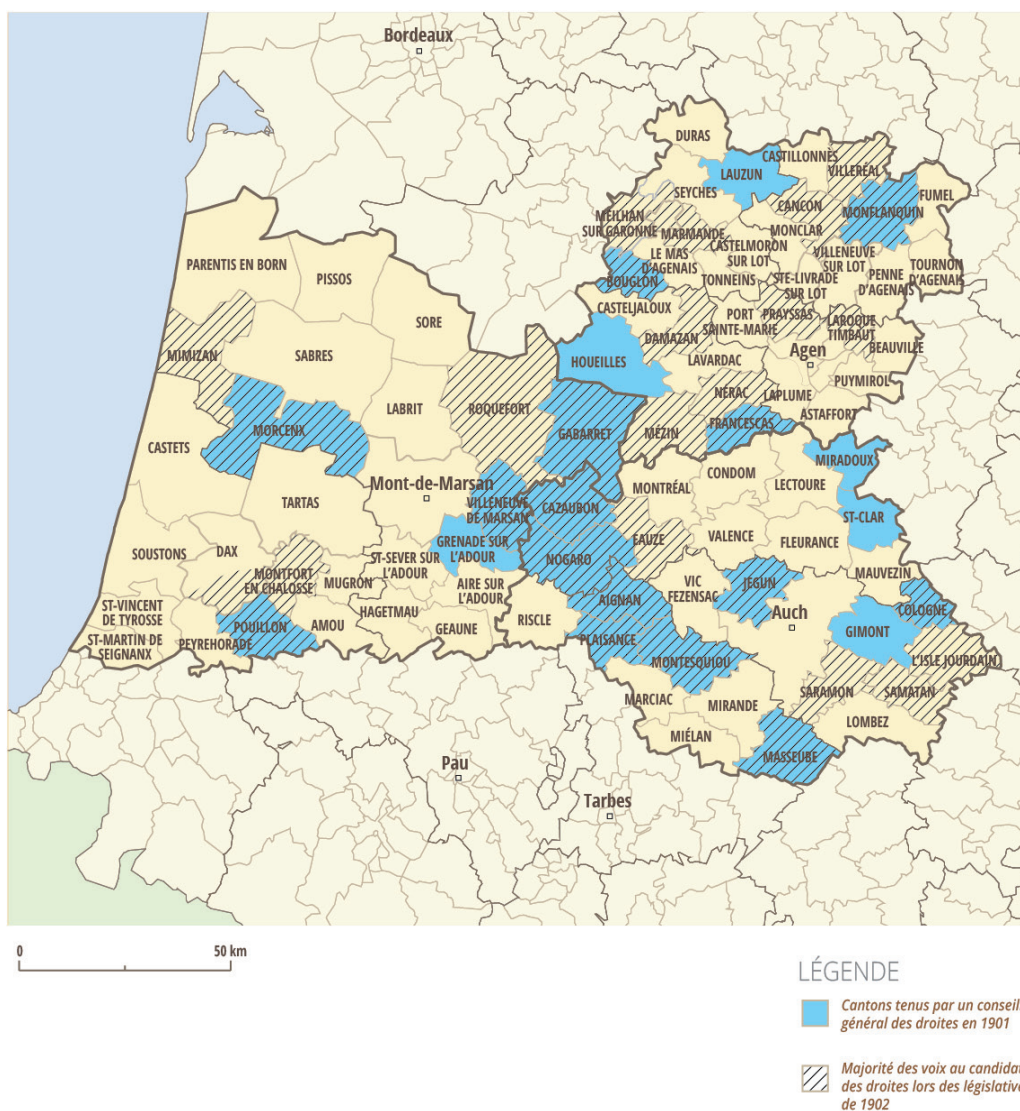 Bordeaux
DURAS
CASTILLONNÈS
LAUZUN
VILLERÉAL
SEYCHES
CANCON
FUMEL
MONFLANQUIN
MEILHAN
SUR GARONNE
MARMANDE
MONCLAR
CASTELMORON
SUR LOT
LE MAS
D'AGENAIS
VILLENEUVE
SUR LOT
TOURNON
D'AGENAIS
PENNE
D'AGENAIS
BOUGLON
TONNEINS
STE-LIVRADE
SUR LOT
CASTELJALOUX
PORT
SAINTE-MARIE
PRAYSSAS
LAROQUE
TIMBAUT
DAMAZAN
BEAUVILLE
Agen
HOUEILLES
LAVARDAC
PUYMIROL
NÉRAC
LAPLUME
ASTAFFORT
FRANCESCAS
MÉZIN
PARENTIS EN BORN
PISSOS
SORE
MIMIZAN
SABRES
LABRIT
ROQUEFORT
GABARRET
MORCENX
CASTETS
TARTAS
Mont-de-Marsan
VILLENEUVE
DE MARSAN
CAZAUBON
MONTRÉAL
CONDOM
LECTOURE
MIRADOUX
ST-CLAR
SOUSTONS
DAX
MONTFORT
EN CHALOSSE
MUGRON
ST-SEVER SUR
L'ADOUR
GRENADE SUR
L'ADOUR
NOGARO
EAUZE
VALENCE
FLEURANCE
MAUVEZIN
AIRE SUR
L'ADOUR
AIGNAN
VIC
FEZENSAC
JEGUN
Auch
COLOGNE
GIMONT
ST-VINCENT
DE TYROSSE
ST-MARTIN DE
SEIGNANX
PEYREHORADE
POUILLON
AMOU
HAGETMAU
GEAUNE
RISCLE
PLAISANCE
MONTESQUIOU
L'ISLE JOURDAIN
SARAMON
SAMATAN
MARCIAC
MIRANDE
LOMBEZ
MIÉLAN
MASSEUBE
Pau
Tarbes
0
50 km
LÉGENDE
Cantons tenus par un conseil
général des droites en 1901
Majorité des voix au candidat
des droites lors des législative
de 1902